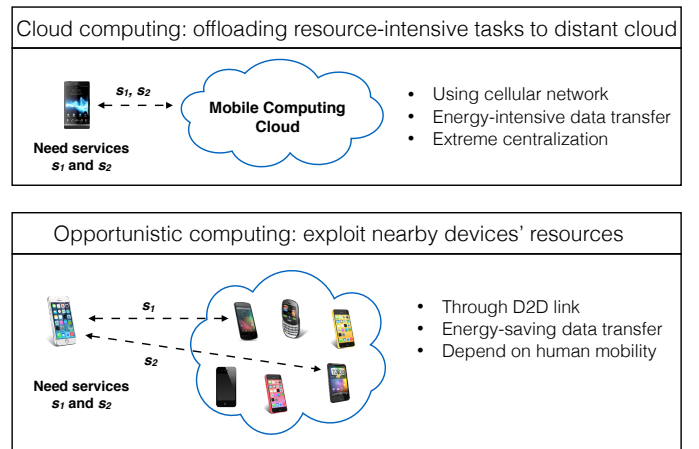 Cloud computing: offloading resource-intensive tasks to distant cloud
s1, s2
Mobile Computing
Cloud
Need services
s1 and s2
• Using cellular network
• Energy-intensive data transfer
• Extreme centralization
Opportunistic computing: exploit nearby devices' resources
s1
s2
Need services
s1 and s2
• Through D2D link
• Energy-saving data transfer
• Depend on human mobility